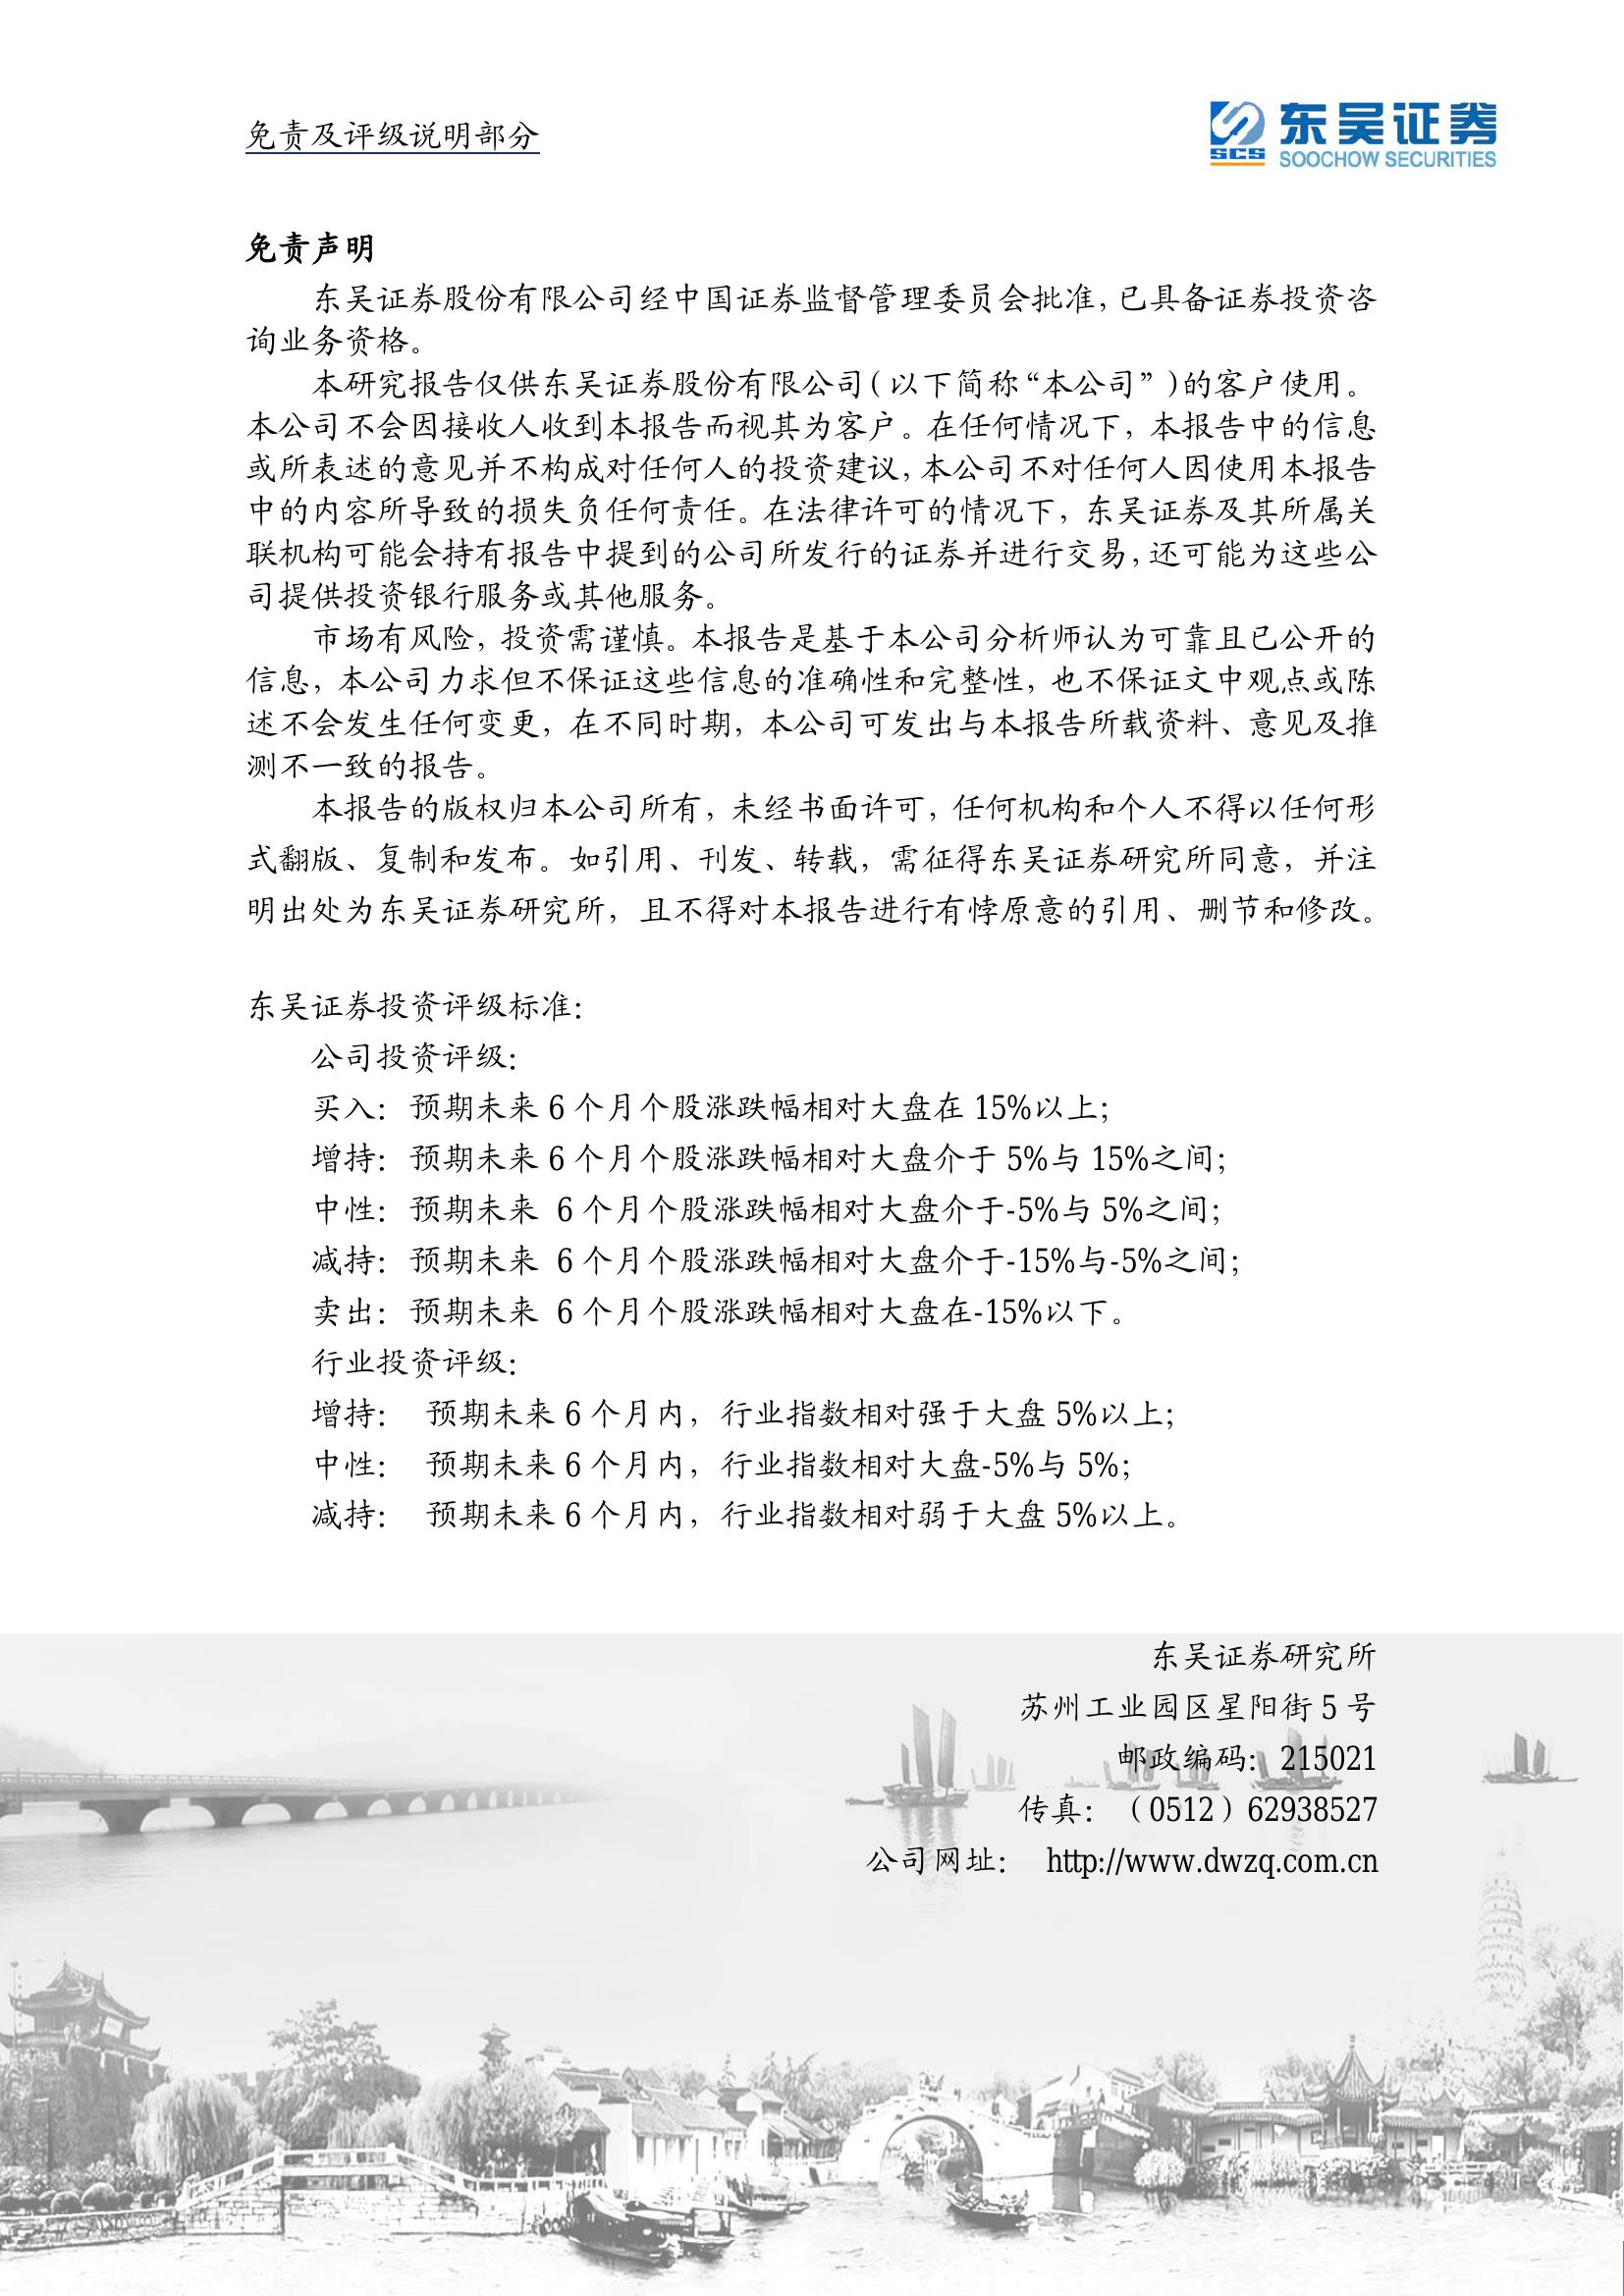 免责及评级说明部分
东吴证券
SCS
SOOCHOW SECURITIES
免责声明
东吴证券股份有限公司经中国证券监督管理委员会批准，已具备证券投资咨
询业务资格。
本研究报告仅供东吴证券股份有限公司（以下简称“本公司”）的客户使用。
本公司不会因接收人收到本报告而视其为客户。在任何情况下，本报告中的信息
或所表述的意见并不构成对任何人的投资建议，本公司不对任何人因使用本报告
中的内容所导致的损失负任何责任。在法律许可的情况下，东吴证券及其所属关
联机构可能会持有报告中提到的公司所发行的证券并进行交易，还可能为这些公
司提供投资银行服务或其他服务。
市场有风险，投资需谨慎。本报告是基于本公司分析师认为可靠且已公开的
信息，本公司力求但不保证这些信息的准确性和完整性，也不保证文中观点或陈
述不会发生任何变更，在不同时期，本公司可发出与本报告所载资料、意见及推
测不一致的报告。
本报告的版权归本公司所有，未经书面许可，任何机构和个人不得以任何形
式翻版、复制和发布。如引用、刊发、转载，需征得东吴证券研究所同意，并注
明出处为东吴证券研究所，且不得对本报告进行有悖原意的引用、删节和修改。
东吴证券投资评级标准：
公司投资评级：
买入：预期未来 6 个月个股涨跌幅相对大盘在 15%以上；
增持：预期未来 6 个月个股涨跌幅相对大盘介于 5%与 15%之间；
中性：预期未来 6 个月个股涨跌幅相对大盘介于-5%与 5%之间；
减持：预期未来 6 个月个股涨跌幅相对大盘介于-15%与-5%之间；
卖出：预期未来 6 个月个股涨跌幅相对大盘在-15%以下。
行业投资评级：
增持： 预期未来 6 个月内，行业指数相对强于大盘 5%以上；
中性： 预期未来 6 个月内，行业指数相对大盘-5%与 5%；
减持： 预期未来 6 个月内，行业指数相对弱于大盘 5%以上。
东吴证券研究所
苏州工业园区星阳街 5 号
邮政编码：215021
传真：（0512）62938527
公司网址： http://www.dwzq.com.cn